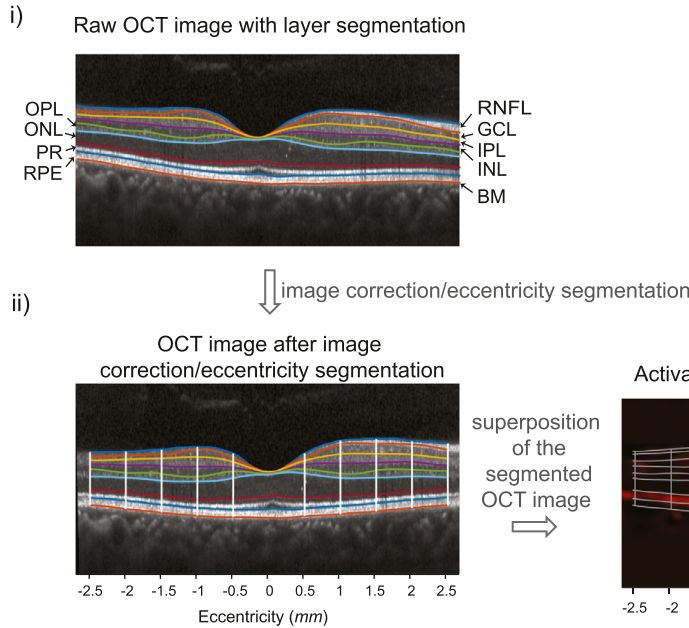 i)
Raw OCT image with layer segmentation
OPL
ONL
PR
RPE
RNFL
GCL
IPL
INL
BM
image correction/eccentricity segmentation
ii)
OCT image after image
correction/eccentricity segmentation
superposition
of the
segmented
OCT image
Activa
-2.5 -2 -1.5 -1 -0.5 0 0.5 1 1.5 2 2.5
Eccentricity (mm)
-2.5 -2